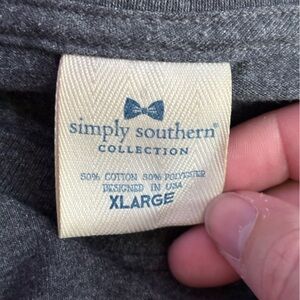 simply southern®
COLLECTION
50% COTTON 50% POLYESTER
DESIGNED IN USA
XLARGE